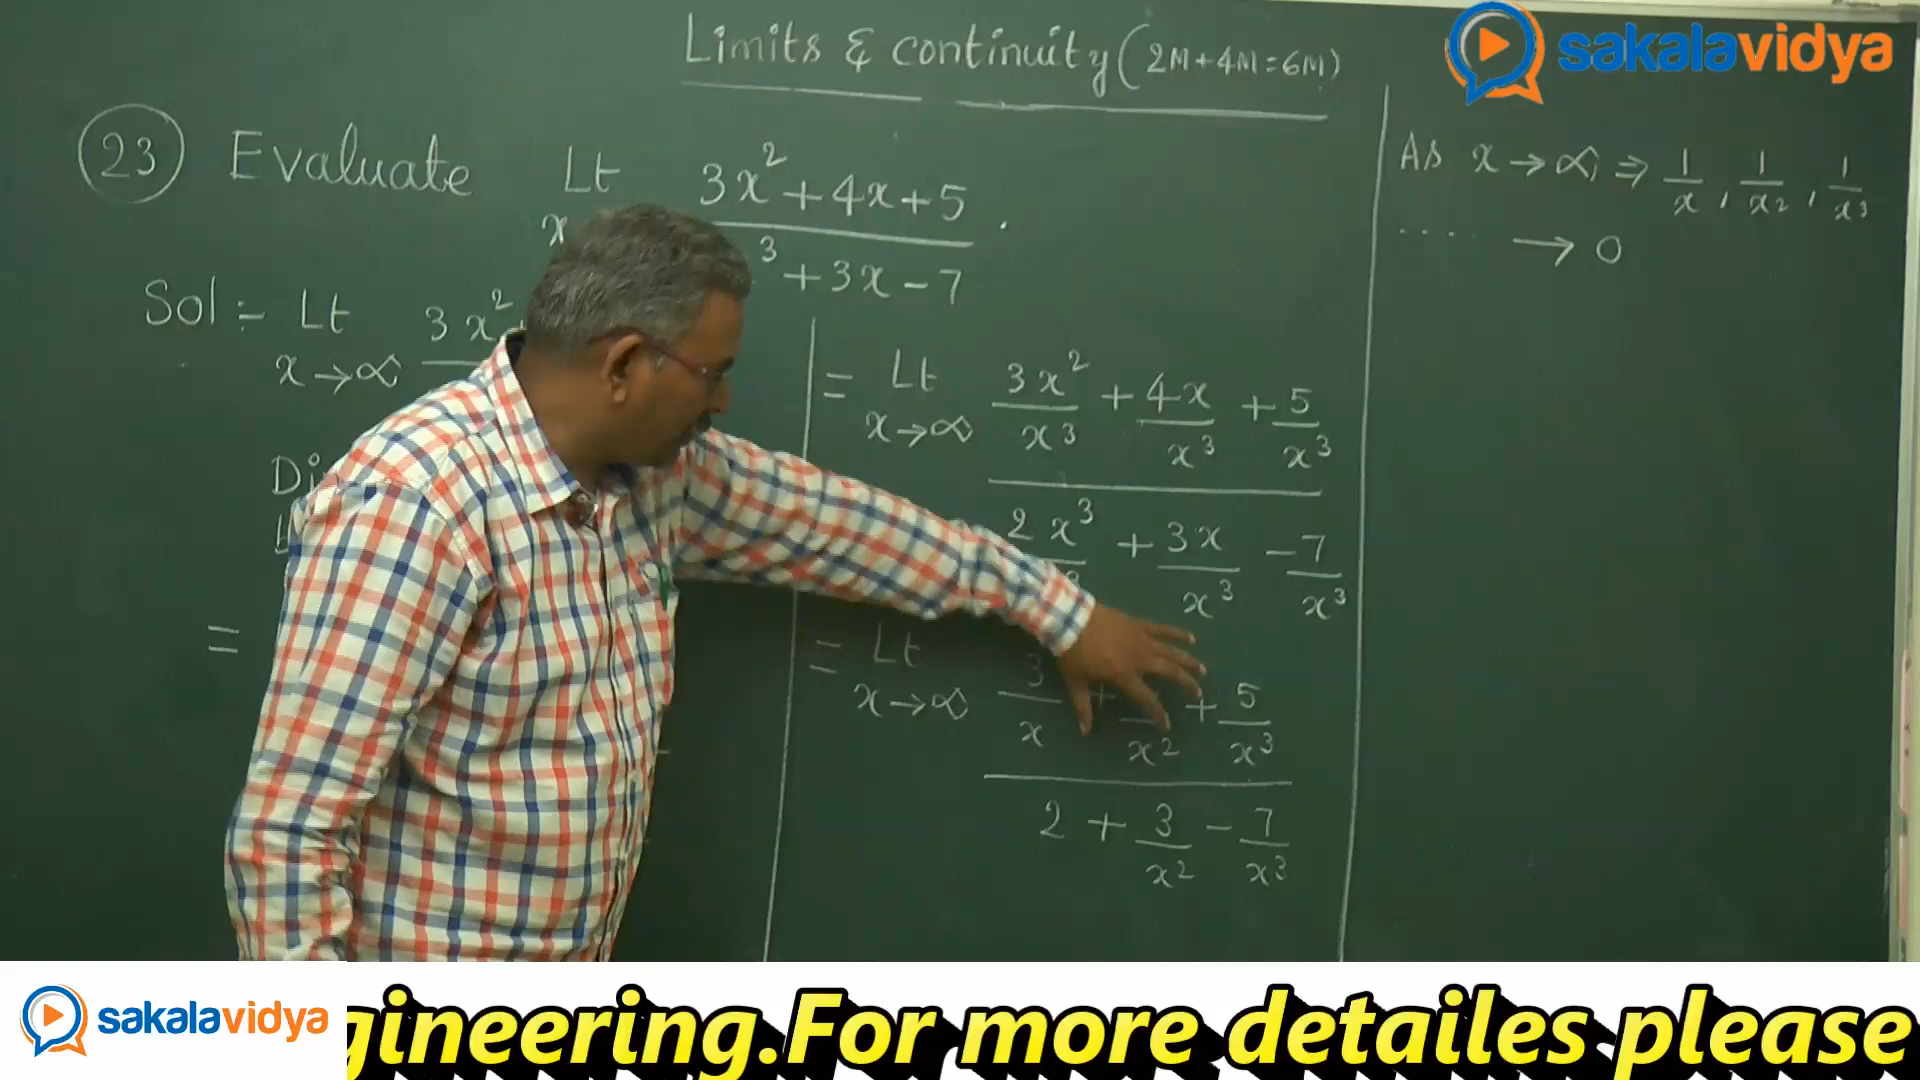 Limits & continuity (2M+4M=6M)
sakalavidya
23 Evaluate Lt 3x² + 4x + 5 .
x ³ + 3x - 7
Sol :- Lt 3x²
x → ∞
=
= Lt 3x²/x³ + 4x/x³ + 5/x³
x → ∞
2x³ + 3x/x³ - 7/x³
= Lt 3/x + x² + 5/x³
x → ∞
2 + 3/x² - 7/x³
As x → ∞ ⇒ 1/x , 1/x² , 1/x³
.... → 0
sakalavidya
gineering.For more detailes please